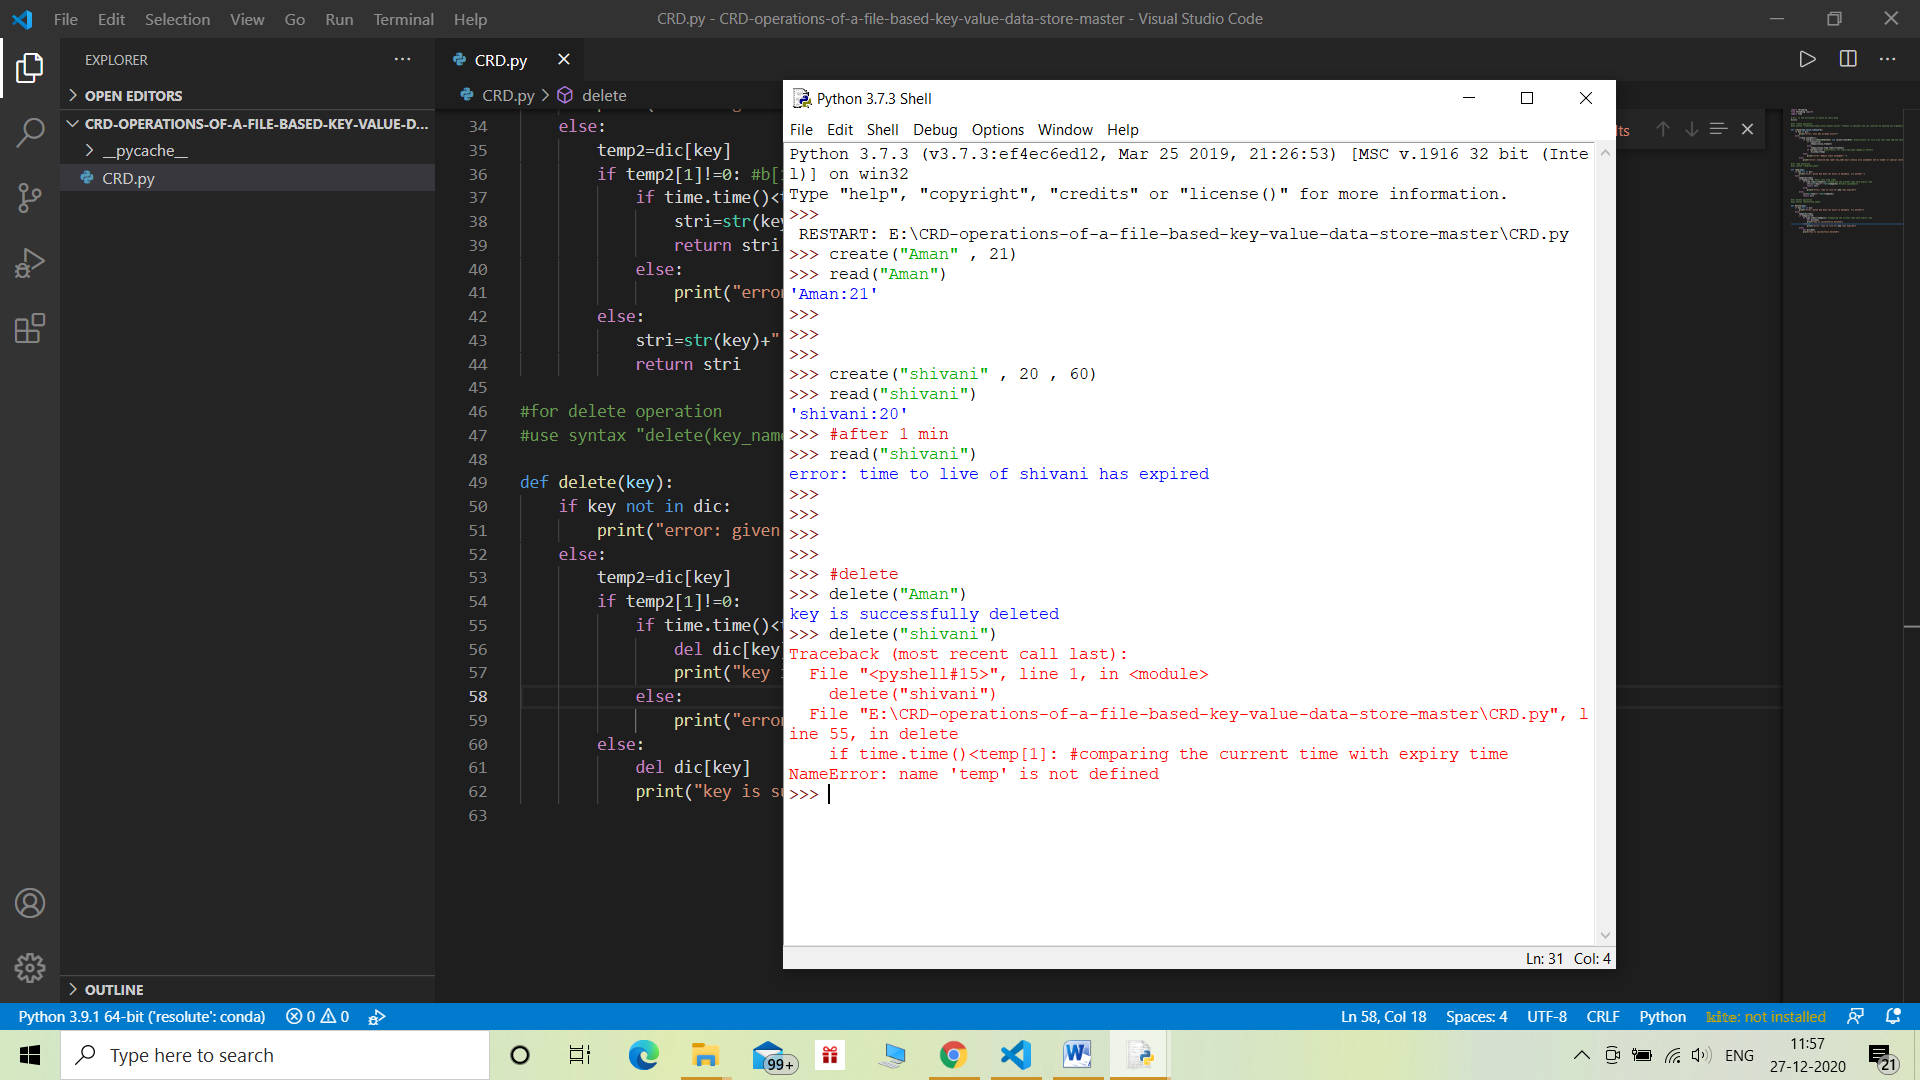 File Edit Selection View Go Run Terminal Help
CRD.py - CRD-operations-of-a-file-based-key-value-data-store-master - Visual Studio Code
EXPLORER
OPEN EDITORS
CRD-OPERATIONS-OF-A-FILE-BASED-KEY-VALUE-D...
__pycache__
CRD.py
OUTLINE
CRD.py
CRD.py > delete
34 else:
35 temp2=dic[key]
36 if temp2[1]!=0: #b[
37 if time.time()<
38 stri=str(key
39 return stri
40 else:
41 print("erro
42 else:
43 stri=str(key)+"
44 return stri
45
46 #for delete operation
47 #use syntax "delete(key_name
48
49 def delete(key):
50 if key not in dic:
51 print("error: given
52 else:
53 temp2=dic[key]
54 if temp2[1]!=0:
55 if time.time()<
56 del dic[key]
57 print("key i
58 else:
59 print("erro
60 else:
61 del dic[key]
62 print("key is su
63
lts
Python 3.7.3 Shell
File Edit Shell Debug Options Window Help
Python 3.7.3 (v3.7.3:ef4ec6ed12, Mar 25 2019, 21:26:53) [MSC v.1916 32 bit (Inte
l)] on win32
Type "help", "copyright", "credits" or "license()" for more information.
>>>
RESTART: E:\CRD-operations-of-a-file-based-key-value-data-store-master\CRD.py
>>> create("Aman" , 21)
>>> read("Aman")
'Aman:21'
>>>
>>>
>>>
>>> create("shivani" , 20 , 60)
>>> read("shivani")
'shivani:20'
>>> #after 1 min
>>> read("shivani")
error: time to live of shivani has expired
>>>
>>>
>>>
>>>
>>> #delete
>>> delete("Aman")
key is successfully deleted
>>> delete("shivani")
Traceback (most recent call last):
File "<pyshell#15>", line 1, in <module>
delete("shivani")
File "E:\CRD-operations-of-a-file-based-key-value-data-store-master\CRD.py", l
ine 55, in delete
if time.time()<temp[1]: #comparing the current time with expiry time
NameError: name 'temp' is not defined
>>>
Ln: 31 Col: 4
Python 3.9.1 64-bit ('resolute': conda) 0 0
Ln 58, Col 18 Spaces: 4 UTF-8 CRLF Python kite: not installed
Type here to search
99+
ENG
11:57
27-12-2020
21